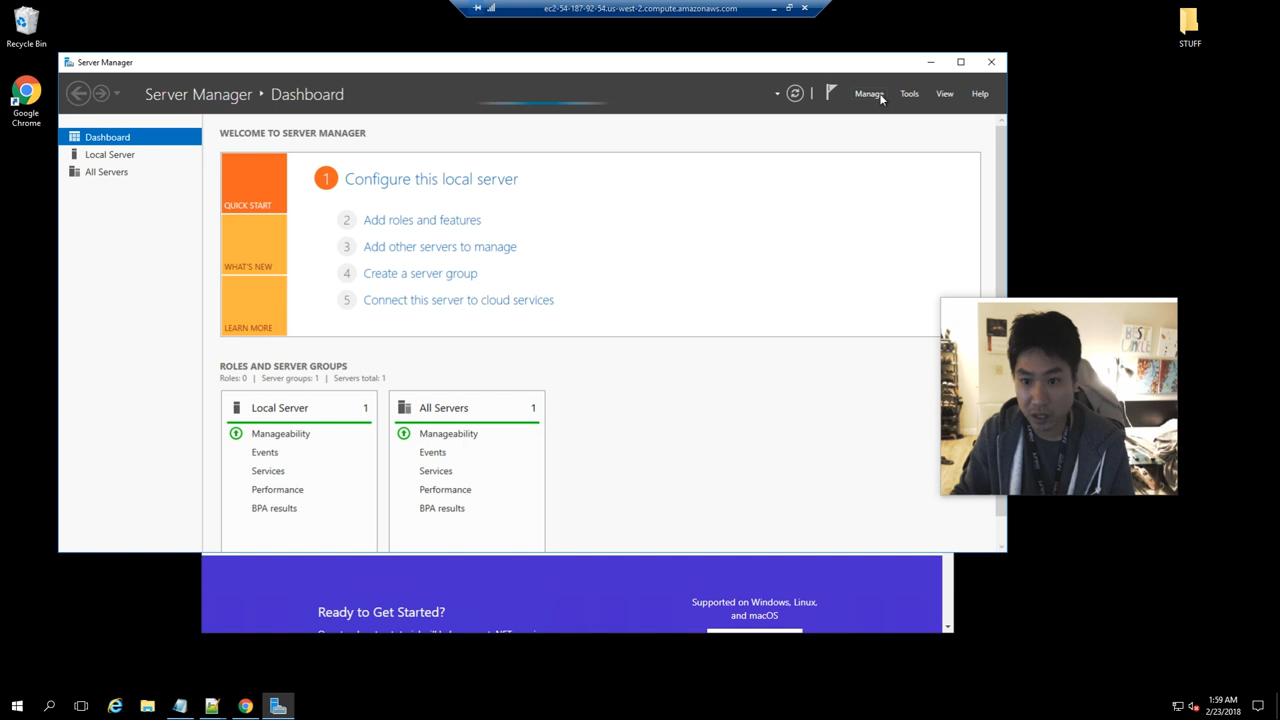 ec2-54-187-92-54.us-west-2.compute.amazonaws.com
Recycle Bin
STUFF
Google
Chrome
Server Manager
Server Manager
Dashboard
Manage
Tools
View
Help
Dashboard
Local Server
All Servers
WELCOME TO SERVER MANAGER
QUICK START
WHAT'S NEW
LEARN MORE
1
Configure this local server
2
Add roles and features
3
Add other servers to manage
4
Create a server group
5
Connect this server to cloud services
ROLES AND SERVER GROUPS
Roles: 0 | Server groups: 1 | Servers total: 1
Local Server
1
Manageability
Events
Services
Performance
BPA results
All Servers
1
Manageability
Events
Services
Performance
BPA results
BEST
UNCLE
Ready to Get Started?
Supported on Windows, Linux,
and macOS
1:59 AM
2/23/2018